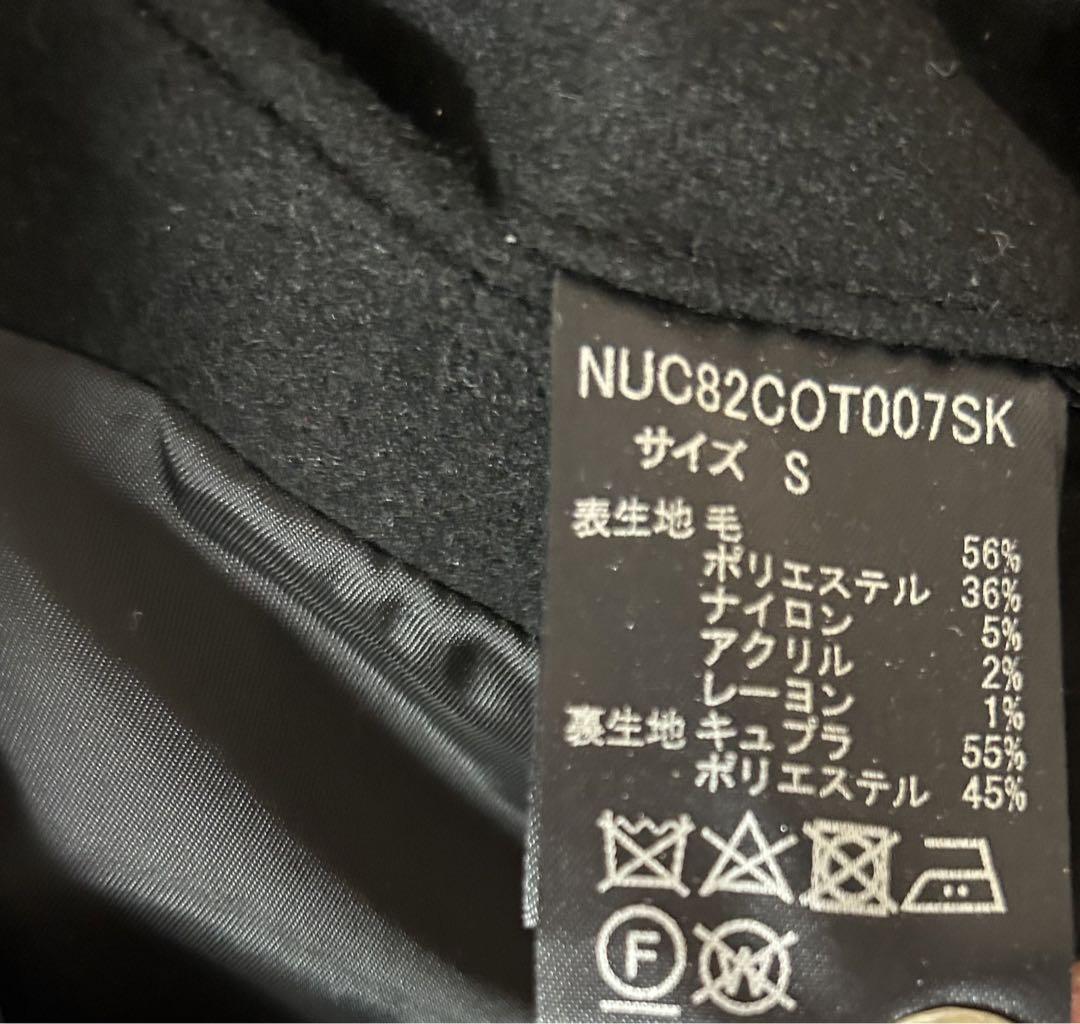 NUC82COT007SK
サイズ S
表生地 毛 56%
ポリエステル 36%
ナイロン 5%
アクリル 2%
レーヨン 1%
裏生地 キュプラ 55%
ポリエステル 45%
F W